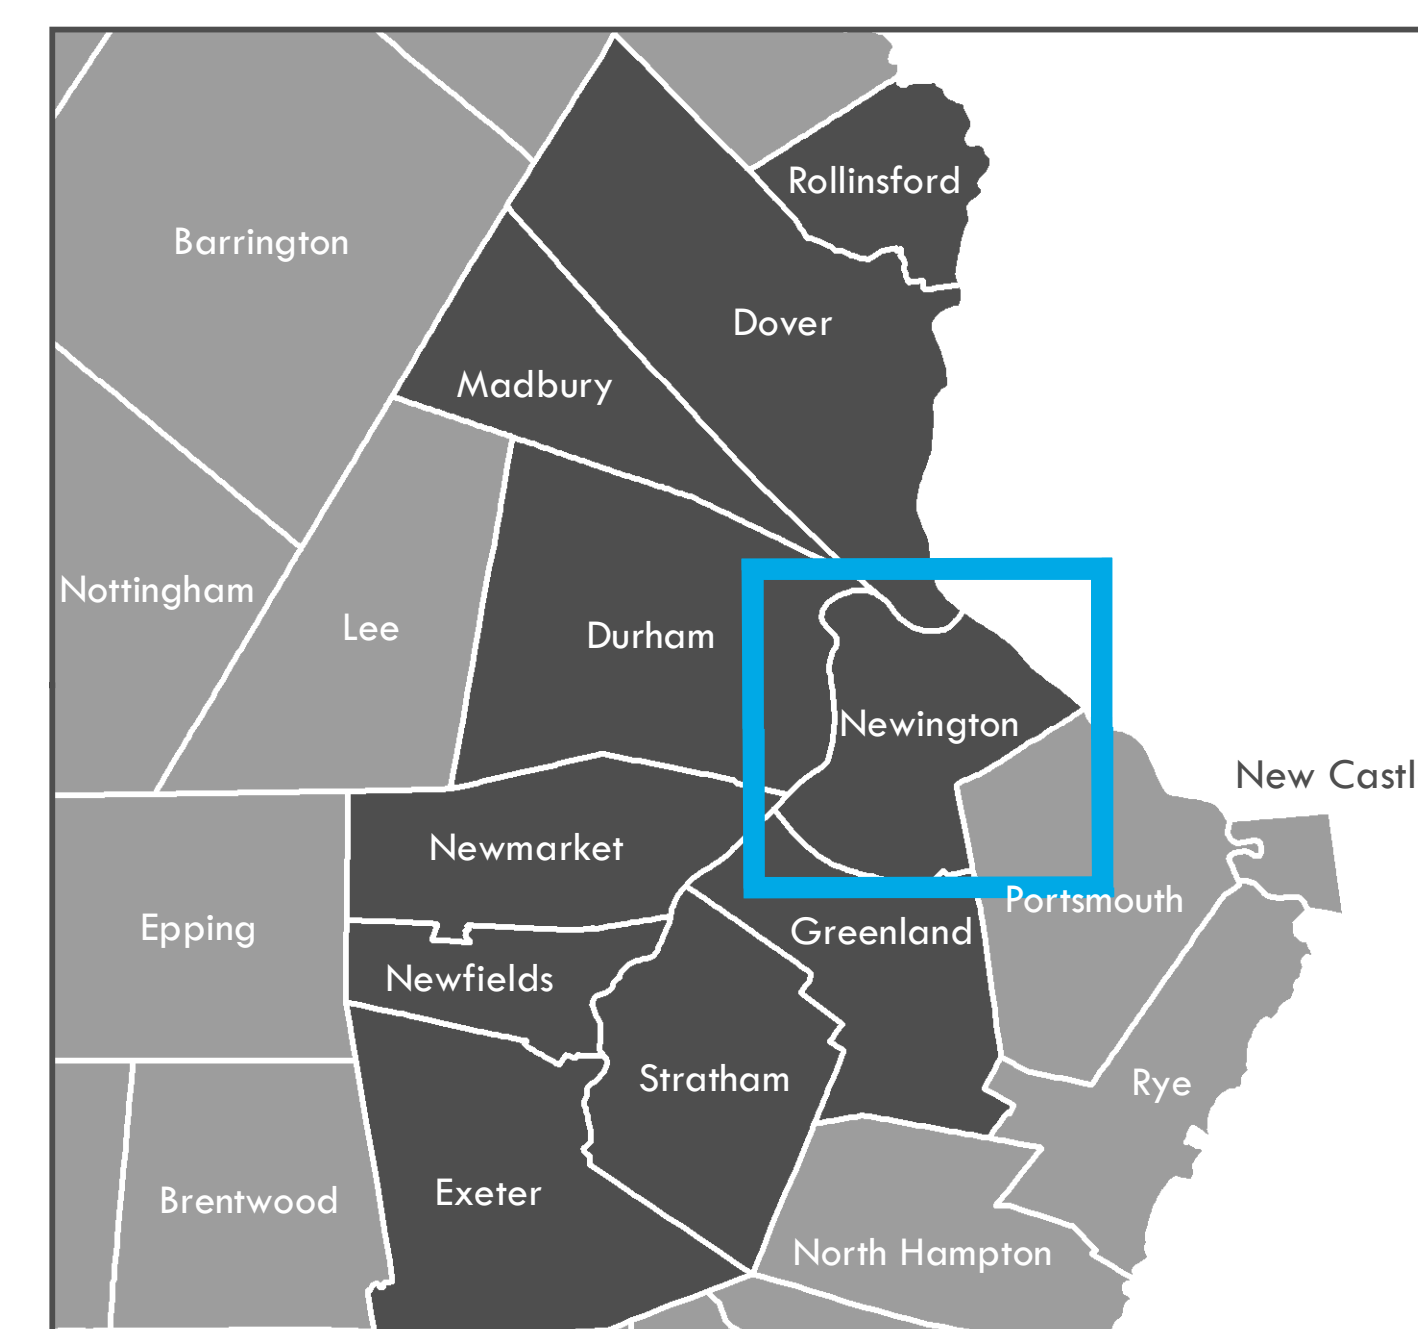 Rollinsford
Barrington
Dover
Madbury
Nottingham
Lee
Durham
Newington
New Castl
Newmarket
Portsmouth
Epping
Greenland
Newfields
Stratham
Rye
Brentwood
Exeter
North Hampton